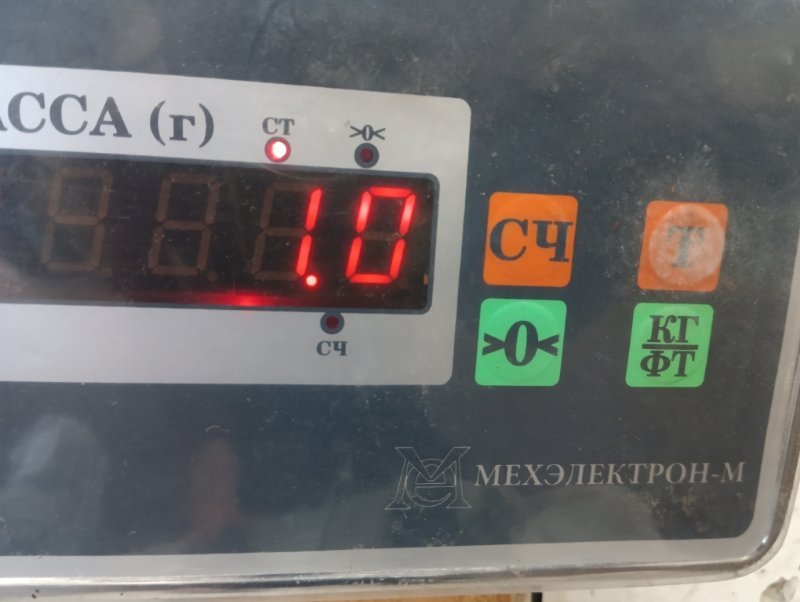 АССА (г)
СТ
>0<
1.0
СЧ
СЧ
Т
>0<
КГ
ФТ
МЕХЭЛЕКТРОН-М